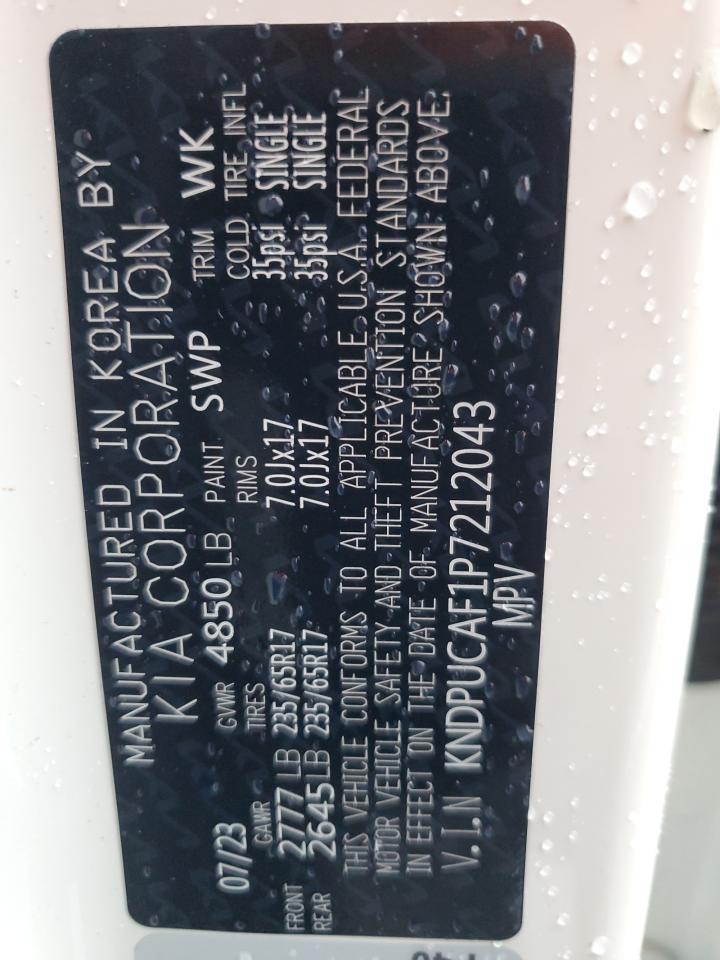 MANUFACTURED IN KOREA BY
KIA CORPORATION
07/23 GVWR 4850 LB PAINT SWP TRIM WK
GAWR TIRES RIMS COLD TIRE INFL
FRONT 2777 LB 235/65R17 7.0Jx17 35psi SINGLE
REAR 2645 LB 235/65R17 7.0Jx17 35psi SINGLE
THIS VEHICLE CONFORMS TO ALL APPLICABLE U.S.A. FEDERAL
MOTOR VEHICLE SAFETY AND THEFT PREVENTION STANDARDS
IN EFFECT ON THE DATE OF MANUFACTURE SHOWN ABOVE.
V.I.N KNDPUCAF1P7212043
MPV